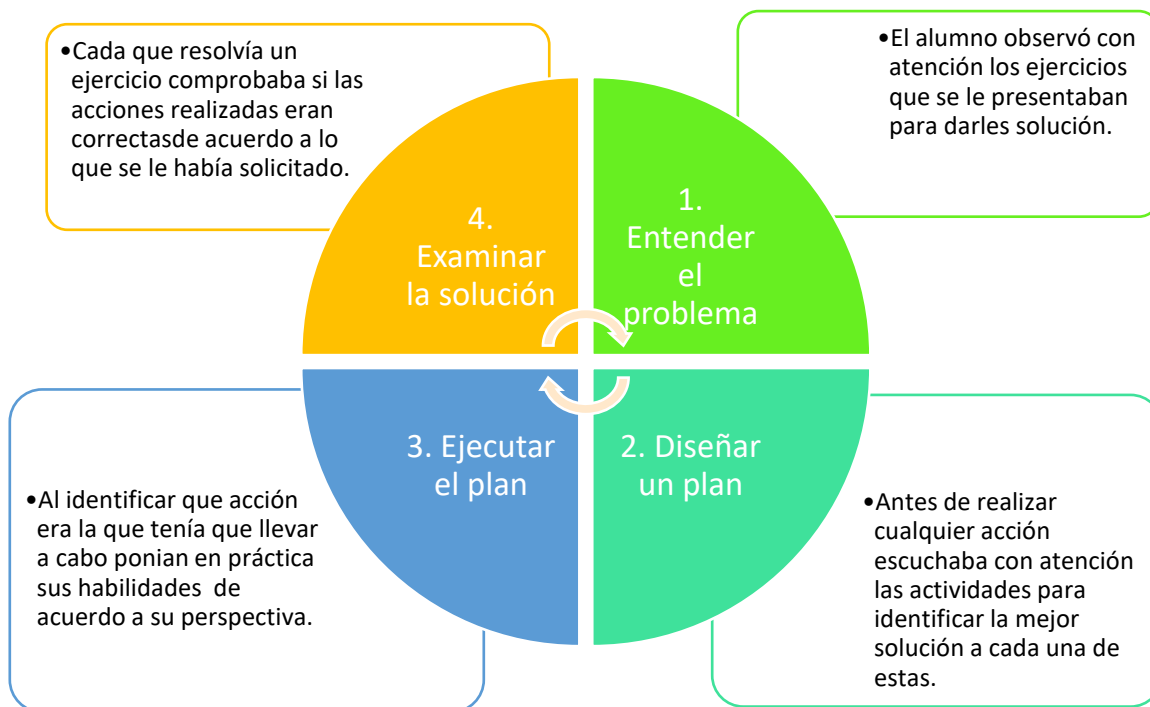 •Cada que resolvía un
ejercicio comprobaba si las
acciones realizadas eran
correctasde acuerdo a lo
que se le había solicitado.
•El alumno observó con
atención los ejercicios
que se le presentaban
para darles solución.
4.
Examinar
la solución
1.
Entender
el
problema
3. Ejecutar
el plan
2. Diseñar
un plan
•Al identificar que acción
era la que tenía que llevar
a cabo ponian en práctica
sus habilidades de
acuerdo a su perspectiva.
•Antes de realizar
cualquier acción
escuchaba con atención
las actividades para
identificar la mejor
solución a cada una de
estas.